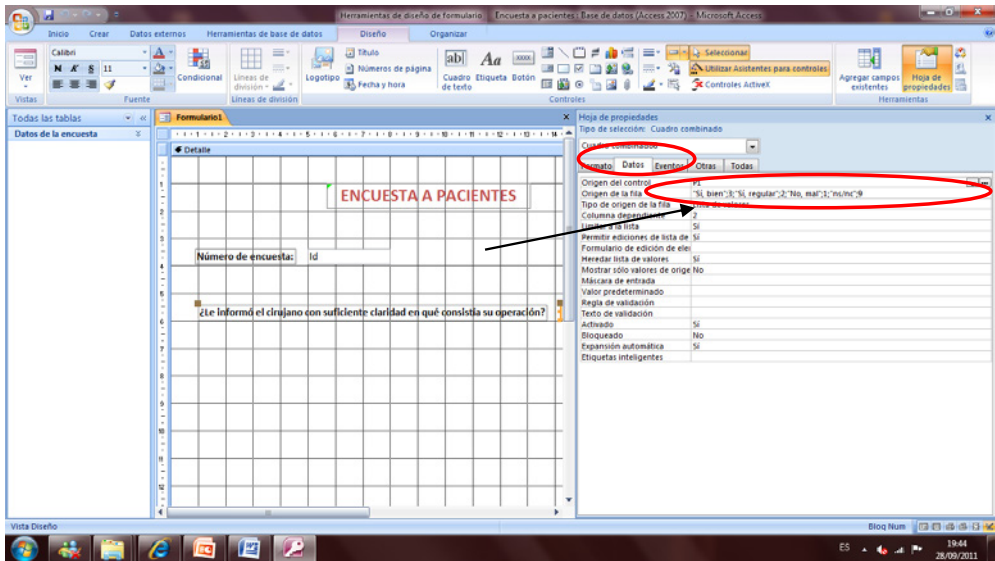 Herramientas de diseño de formulario Encuesta a pacientes : Base de datos (Access 2007) - Microsoft Access
Inicio Crear Datos externos Herramientas de base de datos Diseño Organizar
Ver
Vistas
Calibri
N K S 11
Fuente
Condicional
Líneas de división
Líneas de división
Logotipo
Título
Números de página
Fecha y hora
ab| Aa xxxx
Cuadro de texto Etiqueta Botón
Controles
Seleccionar
Utilizar Asistentes para controles
Controles ActiveX
Agregar campos existentes
Hoja de propiedades
Herramientas
Todas las tablas
Datos de la encuesta
Formulario1
Detalle
ENCUESTA A PACIENTES
Número de encuesta: Id
¿Le informó el cirujano con suficiente claridad en qué consistía su operación?
Hoja de propiedades
Tipo de selección: Cuadro combinado
Cuadro combinado
Formato Datos Eventos Otras Todas
Origen del control P1
Origen de la fila "Sí, bien";3;"Sí, regular";2;"No, mal";1;"ns/nc";9
Tipo de origen de la fila Lista de valores
Columna dependiente 2
Limitar a la lista Sí
Permitir ediciones de lista de Sí
Formulario de edición de eler
Heredar lista de valores Sí
Mostrar sólo valores de orige No
Máscara de entrada
Valor predeterminado
Regla de validación
Texto de validación
Activado Sí
Bloqueado No
Expansión automática Sí
Etiquetas inteligentes
Vista Diseño
Bloq Num
ES
19:44
28/09/2011